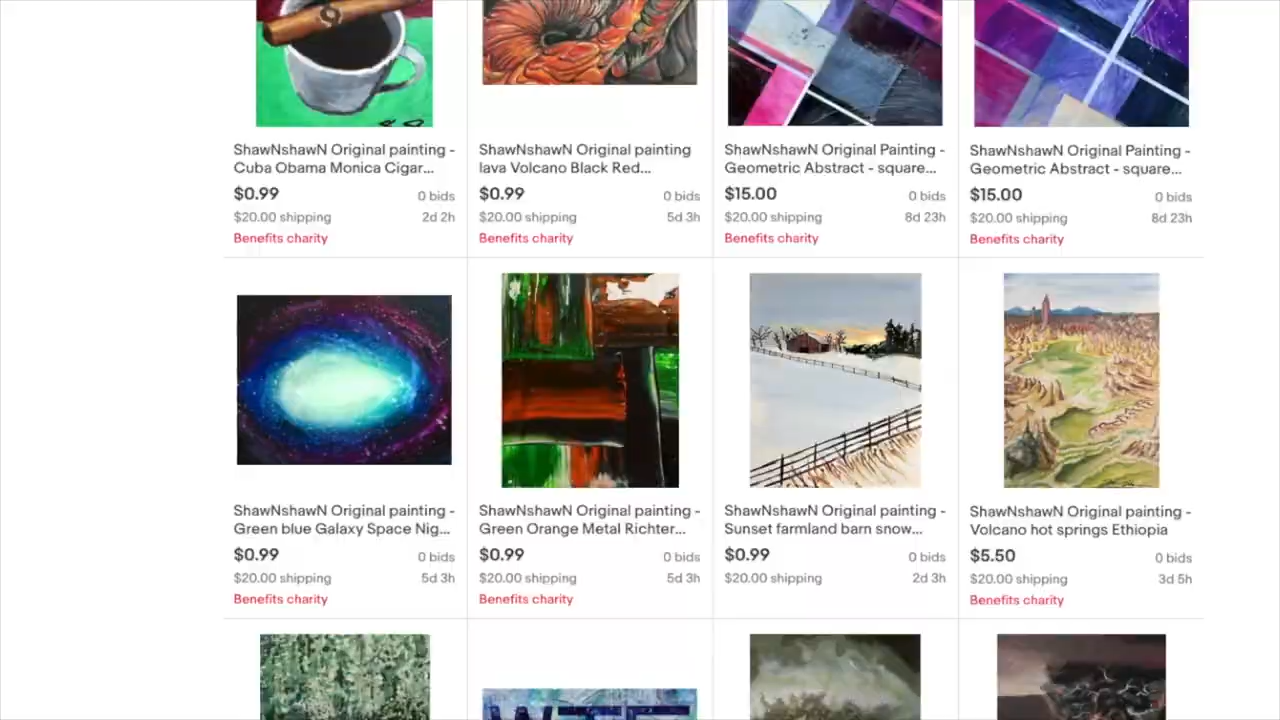 ShawNshawN Original painting -
Cuba Obama Monica Cigar...
$0.99 0 bids
$20.00 shipping 2d 2h
Benefits charity
ShawNshawN Original painting
lava Volcano Black Red...
$0.99 0 bids
$20.00 shipping 5d 3h
Benefits charity
ShawNshawN Original Painting -
Geometric Abstract - square...
$15.00 0 bids
$20.00 shipping 8d 23h
Benefits charity
ShawNshawN Original Painting -
Geometric Abstract - square...
$15.00 0 bids
$20.00 shipping 8d 23h
Benefits charity
ShawNshawN Original painting -
Green blue Galaxy Space Nig...
$0.99 0 bids
$20.00 shipping 5d 3h
Benefits charity
ShawNshawN Original painting -
Green Orange Metal Richter...
$0.99 0 bids
$20.00 shipping 5d 3h
Benefits charity
ShawNshawN Original painting -
Sunset farmland barn snow...
$0.99 0 bids
$20.00 shipping 2d 3h
ShawNshawN Original painting -
Volcano hot springs Ethiopia
$5.50 0 bids
$20.00 shipping 3d 5h
Benefits charity